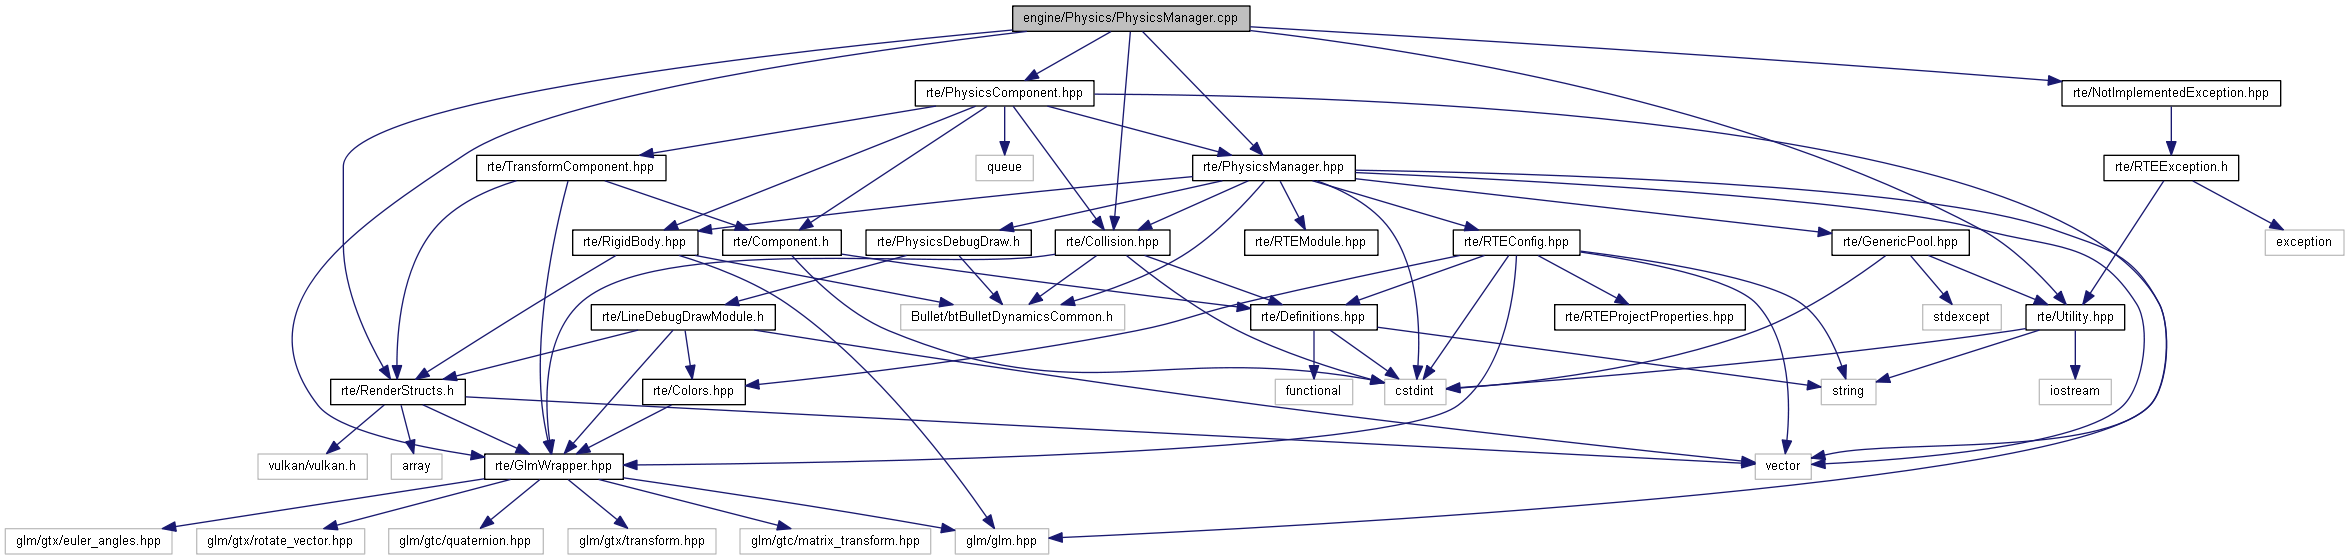 engine/Physics/PhysicsManager.cpp
rte/PhysicsComponent.hpp
rte/NotImplementedException.hpp
rte/TransformComponent.hpp
queue
rte/PhysicsManager.hpp
rte/RTEException.h
rte/RigidBody.hpp
rte/Component.h
rte/PhysicsDebugDraw.h
rte/Collision.hpp
rte/RTEModule.hpp
rte/RTEConfig.hpp
rte/GenericPool.hpp
exception
rte/LineDebugDrawModule.h
Bullet/btBulletDynamicsCommon.h
rte/Definitions.hpp
rte/RTEProjectProperties.hpp
stdexcept
rte/Utility.hpp
rte/RenderStructs.h
rte/Colors.hpp
functional
cstdint
string
iostream
vulkan/vulkan.h
array
rte/GlmWrapper.hpp
vector
glm/gtx/euler_angles.hpp
glm/gtx/rotate_vector.hpp
glm/gtc/quaternion.hpp
glm/gtx/transform.hpp
glm/gtc/matrix_transform.hpp
glm/glm.hpp